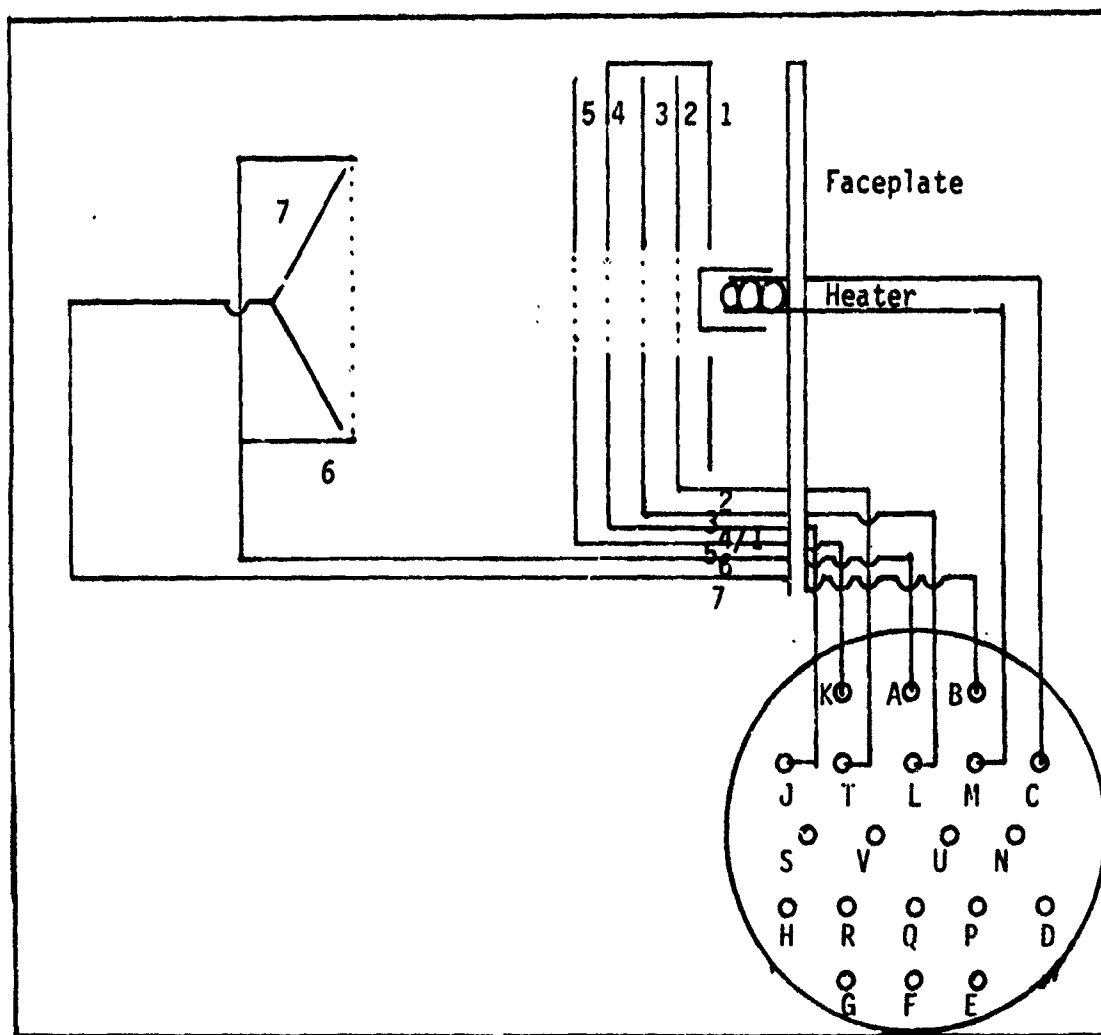 5 4 3 2 1
Faceplate
7
Heater
6
2
3
4/1
5
6
7
K A B
J T L M C
S V U N
H R Q P D
G F E